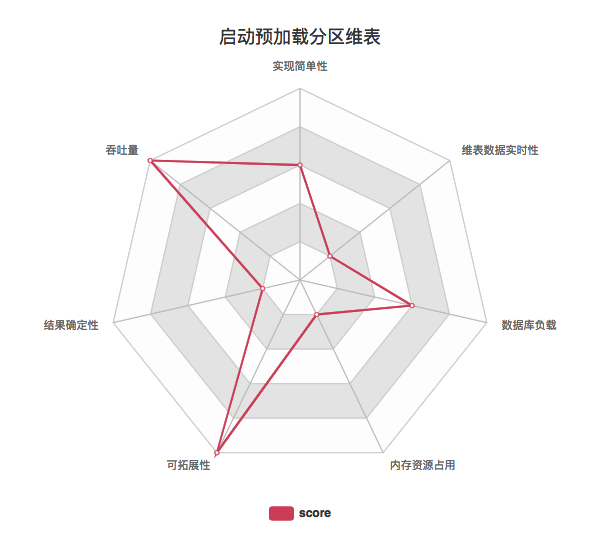 启动预加载分区维表
实现简单性
吞吐量
维表数据实时性
结果确定性
数据库负载
可拓展性
内存资源占用
score